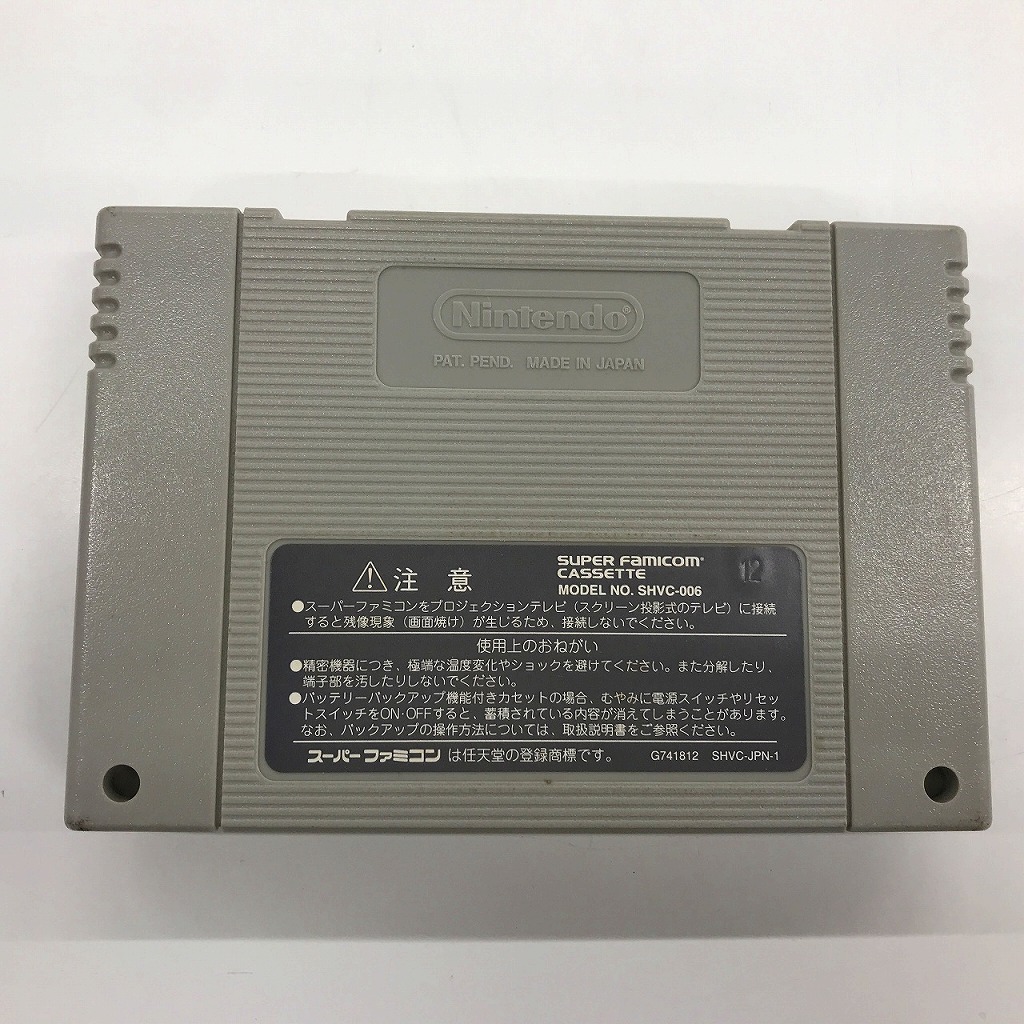 Nintendo®
PAT. PEND. MADE IN JAPAN
⚠注意
SUPER FAMICOM®
CASSETTE
MODEL NO. SHVC-006
12
●スーパーファミコンをプロジェクションテレビ（スクリーン投影式のテレビ）に接続
すると残像現象（画面焼け）が生じるため、接続しないでください。
使用上のおねがい
●精密機器につき、極端な温度変化やショックを避けてください。また分解したり、
端子部を汚したりしないでください。
●バッテリーバックアップ機能付きカセットの場合、むやみに電源スイッチやリセッ
トスイッチをON·OFFすると、蓄積されている内容が消えてしまうことがあります。
なお、バックアップの操作方法については、取扱説明書をご参照ください。
スーパーファミコンは任天堂の登録商標です。 G741812 SHVC-JPN-1